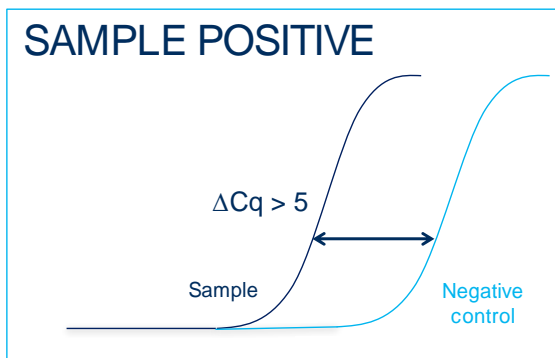 SAMPLE POSITIVE
ΔCq > 5
Sample
Negative
control